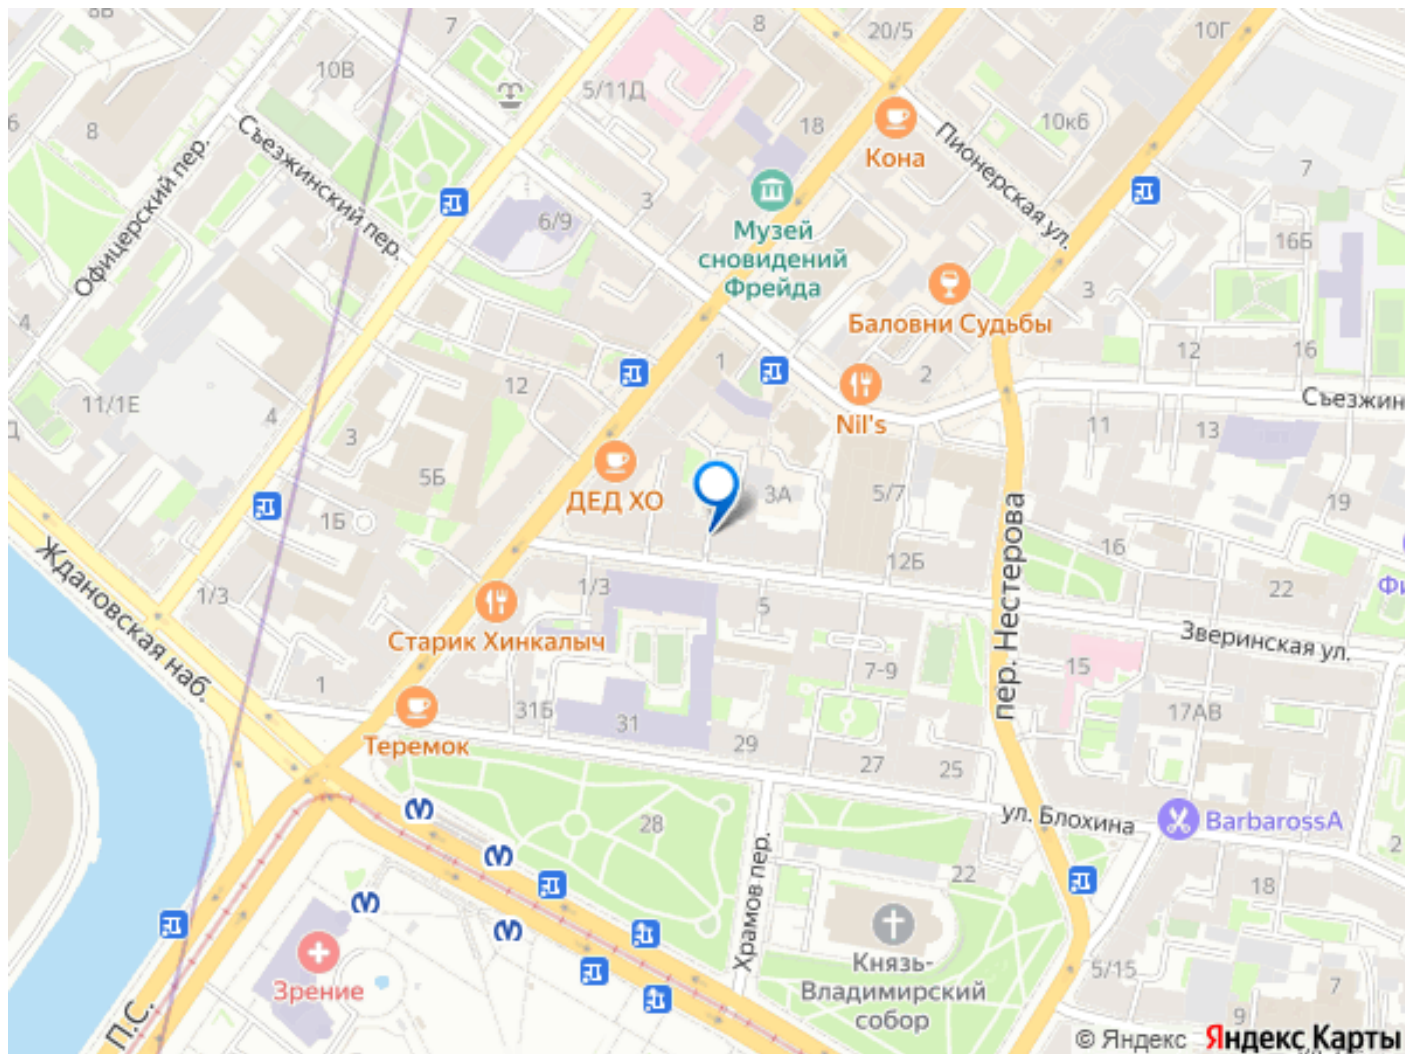 7
8
20/5
10Г
10В
5/11Д
8
Съезжинский пер.
18
Кона
10к6
Пионерская ул.
7
Офицерский пер.
3
6/9
Музей
сновидений
Фрейда
16Б
3
4
Баловни Судьбы
12
16
1
2
12
11/1Е
4
Nil's
Съежин
11
13
3
5Б
ДЕД ХО
3А
5/7
19
1Б
пер. Нестерова
16
Ждановская наб.
12Б
22
1/3
1/3
5
Старик Хинкалыч
Зверинская ул.
15
7-9
1
31Б
31
17АВ
Теремок
29
27
25
28
ул. Блохина
BarbarossA
2
22
18
Храмов пер.
Зрение
Князь-
Владимирский
собор
5/15
7
9
П.С.
© Яндекс Яндекс Карты